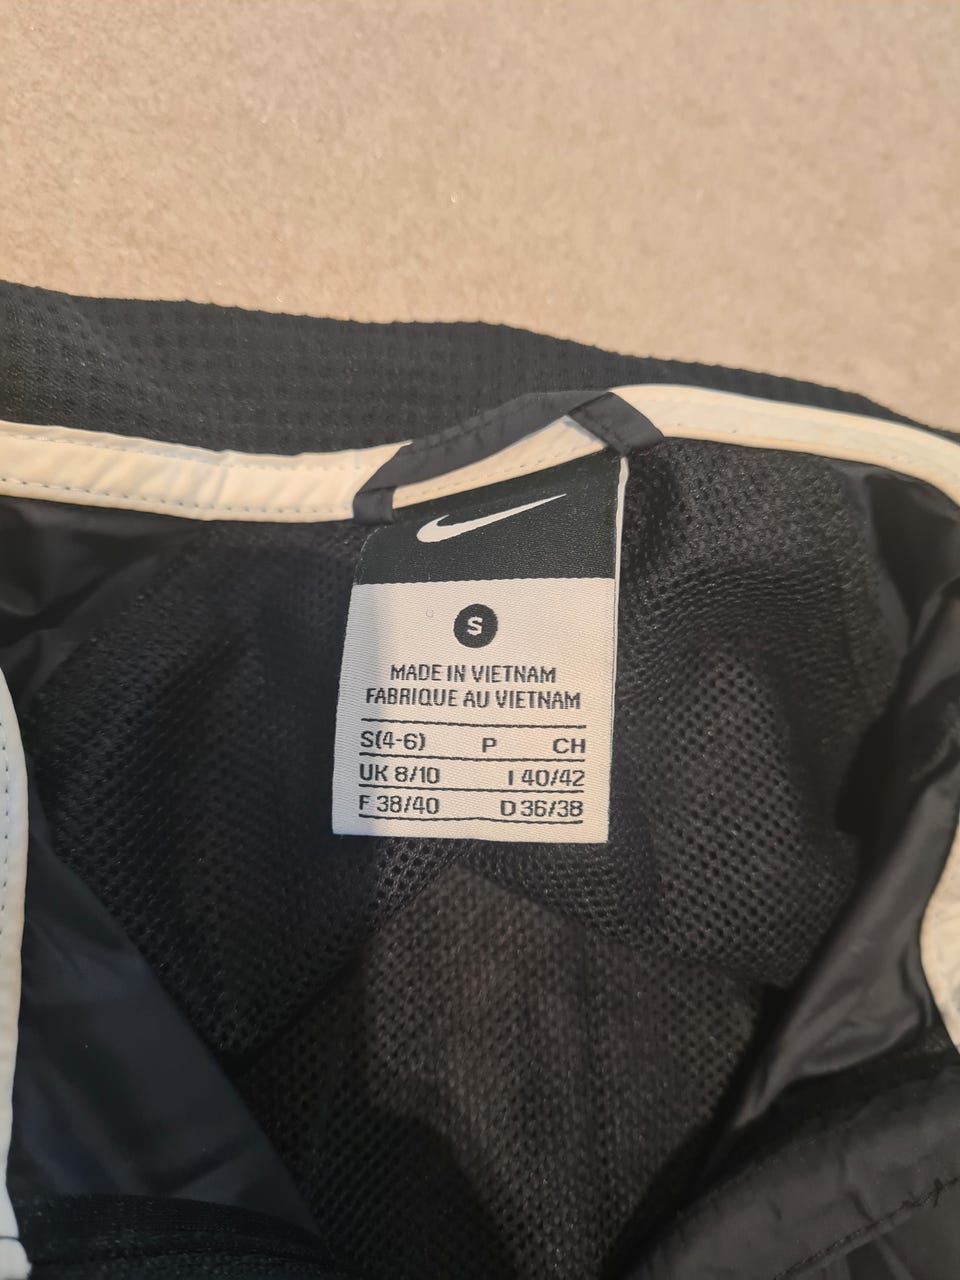 S
MADE IN VIETNAM
FABRIQUE AU VIETNAM
S(4-6) P CH
UK 8/10 I 40/42
F 38/40 D 36/38